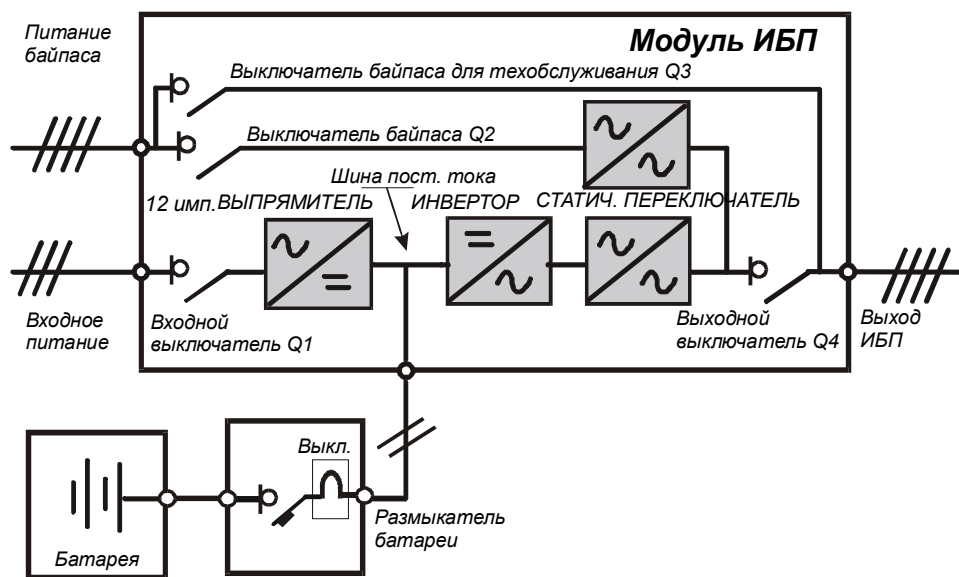 Питание
байпаса
Модуль ИБП
Выключатель байпаса для техобслуживания Q3
Выключатель байпаса Q2
Шина пост. тока
12 имп. ВЫПРЯМИТЕЛЬ
ИНВЕРТОР
СТАТИЧ. ПЕРЕКЛЮЧАТЕЛЬ
Входное
питание
Входной
выключатель Q1
Выходной
выключатель Q4
Выход
ИБП
Выкл.
Размыкатель
батареи
Батарея